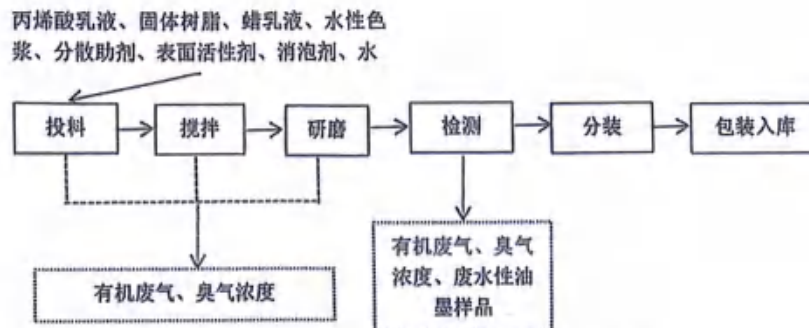 丙烯酸乳液、固体树脂、蜡乳液、水性色
浆、分散助剂、表面活性剂、消泡剂、水
投料
搅拌
研磨
检测
分装
包装入库
有机废气、臭气浓度
有机废气、臭气
浓度、废水性油
墨样品